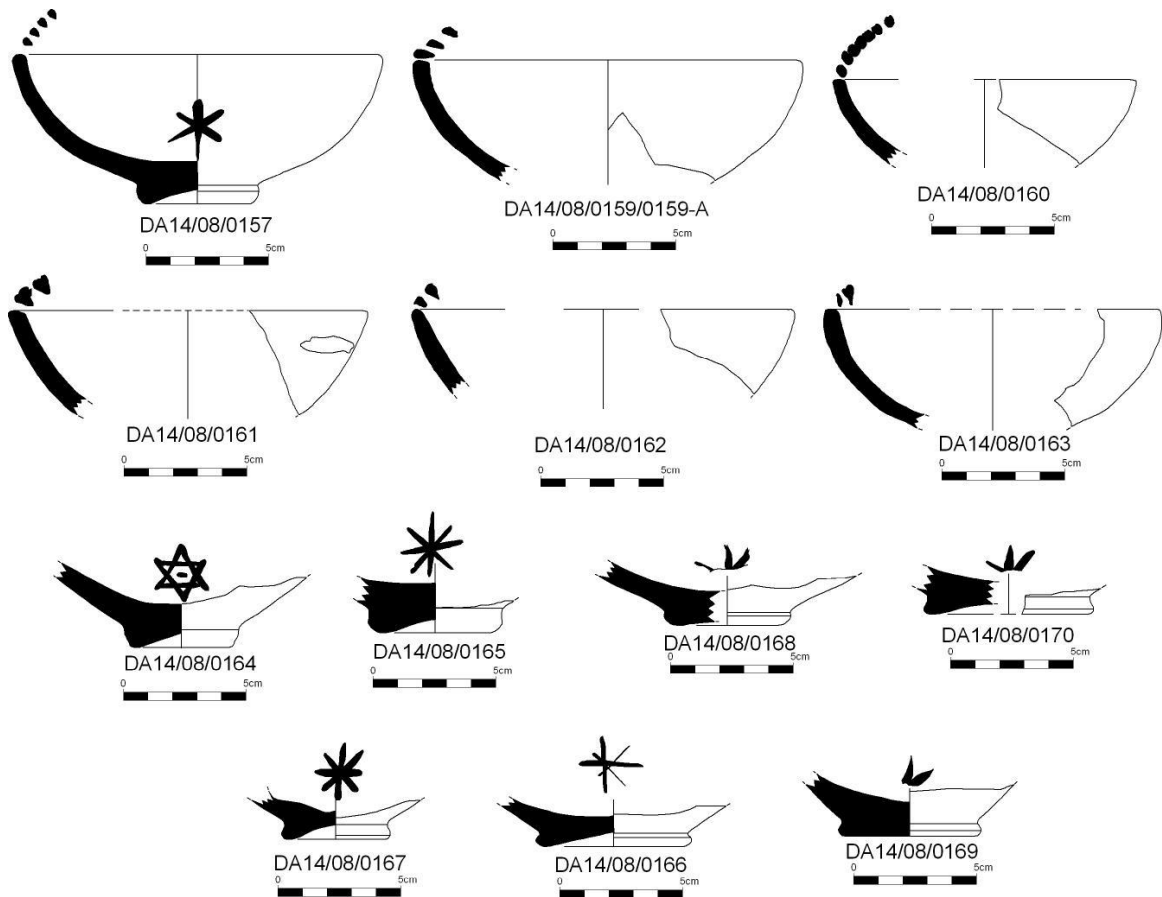 DA14/08/0157
0 5cm
DA14/08/0159/0159-A
0 5cm
DA14/08/0160
0 5cm
DA14/08/0161
0 5cm
DA14/08/0162
0 5cm
DA14/08/0163
0 5cm
DA14/08/0164
0 5cm
DA14/08/0165
0 5cm
DA14/08/0168
0 5cm
DA14/08/0170
0 5cm
DA14/08/0167
0 5cm
DA14/08/0166
0 5cm
DA14/08/0169
0 5cm